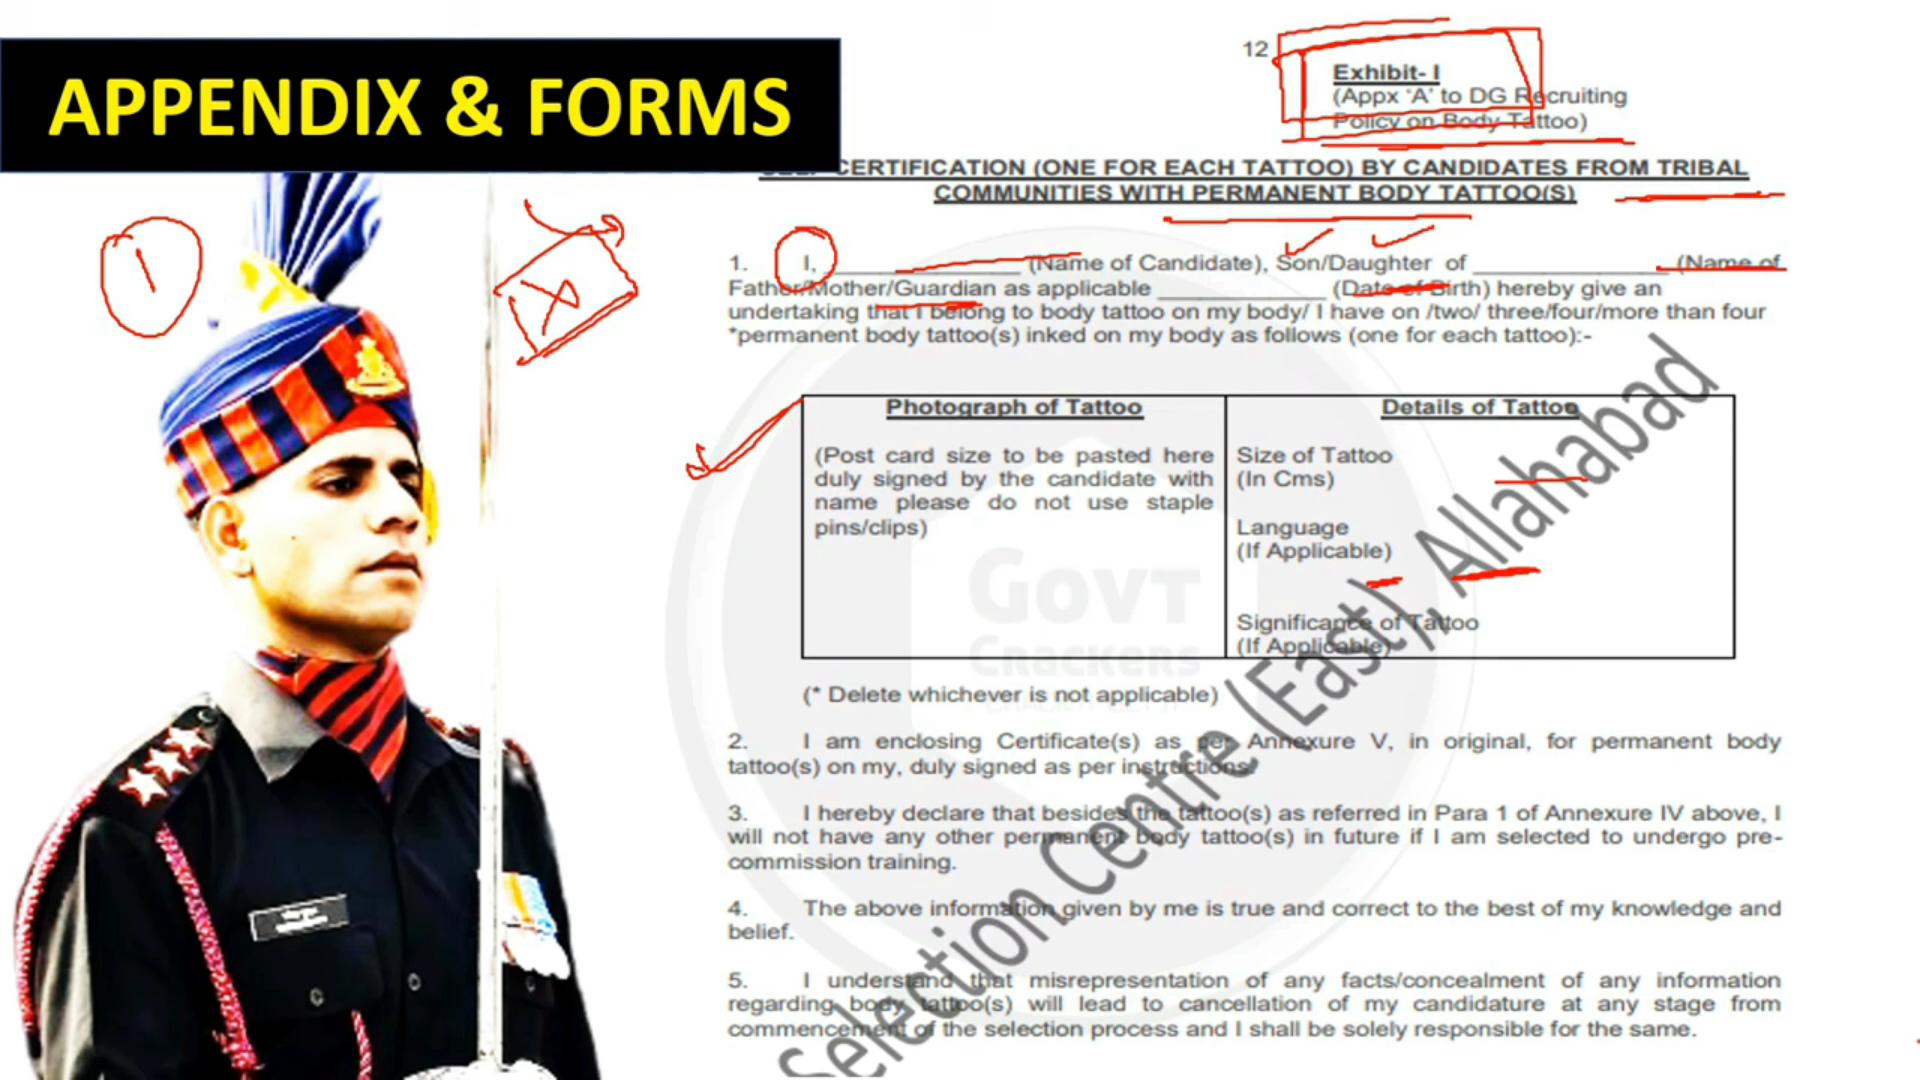 APPENDIX & FORMS
12
Exhibit- I
(Appx ‘A’ to DG Recruiting
Policy on Body Tattoo)
CERTIFICATION (ONE FOR EACH TATTOO) BY CANDIDATES FROM TRIBAL
COMMUNITIES WITH PERMANENT BODY TATTOO(S)
1. I, ________________ (Name of Candidate), Son/Daughter of ________________ (Name of
Father/Mother/Guardian as applicable ______________ (Date of Birth) hereby give an
undertaking that I belong to body tattoo on my body/ I have on /two/ three/four/more than four
*permanent body tattoo(s) inked on my body as follows (one for each tattoo):-
Photograph of Tattoo
(Post card size to be pasted here
duly signed by the candidate with
name please do not use staple
pins/clips)
Details of Tattoo
Size of Tattoo
(In Cms)
Language
(If Applicable)
Significance of Tattoo
(If Applicable)
(* Delete whichever is not applicable)
2. I am enclosing Certificate(s) as per Annexure V, in original, for permanent body
tattoo(s) on my, duly signed as per instructions.
3. I hereby declare that besides the tattoo(s) as referred in Para 1 of Annexure IV above, I
will not have any other permanent body tattoo(s) in future if I am selected to undergo pre-
commission training.
4. The above information given by me is true and correct to the best of my knowledge and
belief.
5. I understand that misrepresentation of any facts/concealment of any information
regarding body tattoo(s) will lead to cancellation of my candidature at any stage from
commencement of the selection process and I shall be solely responsible for the same.
Selection Centre (East), Allahabad
Govt
Crackers